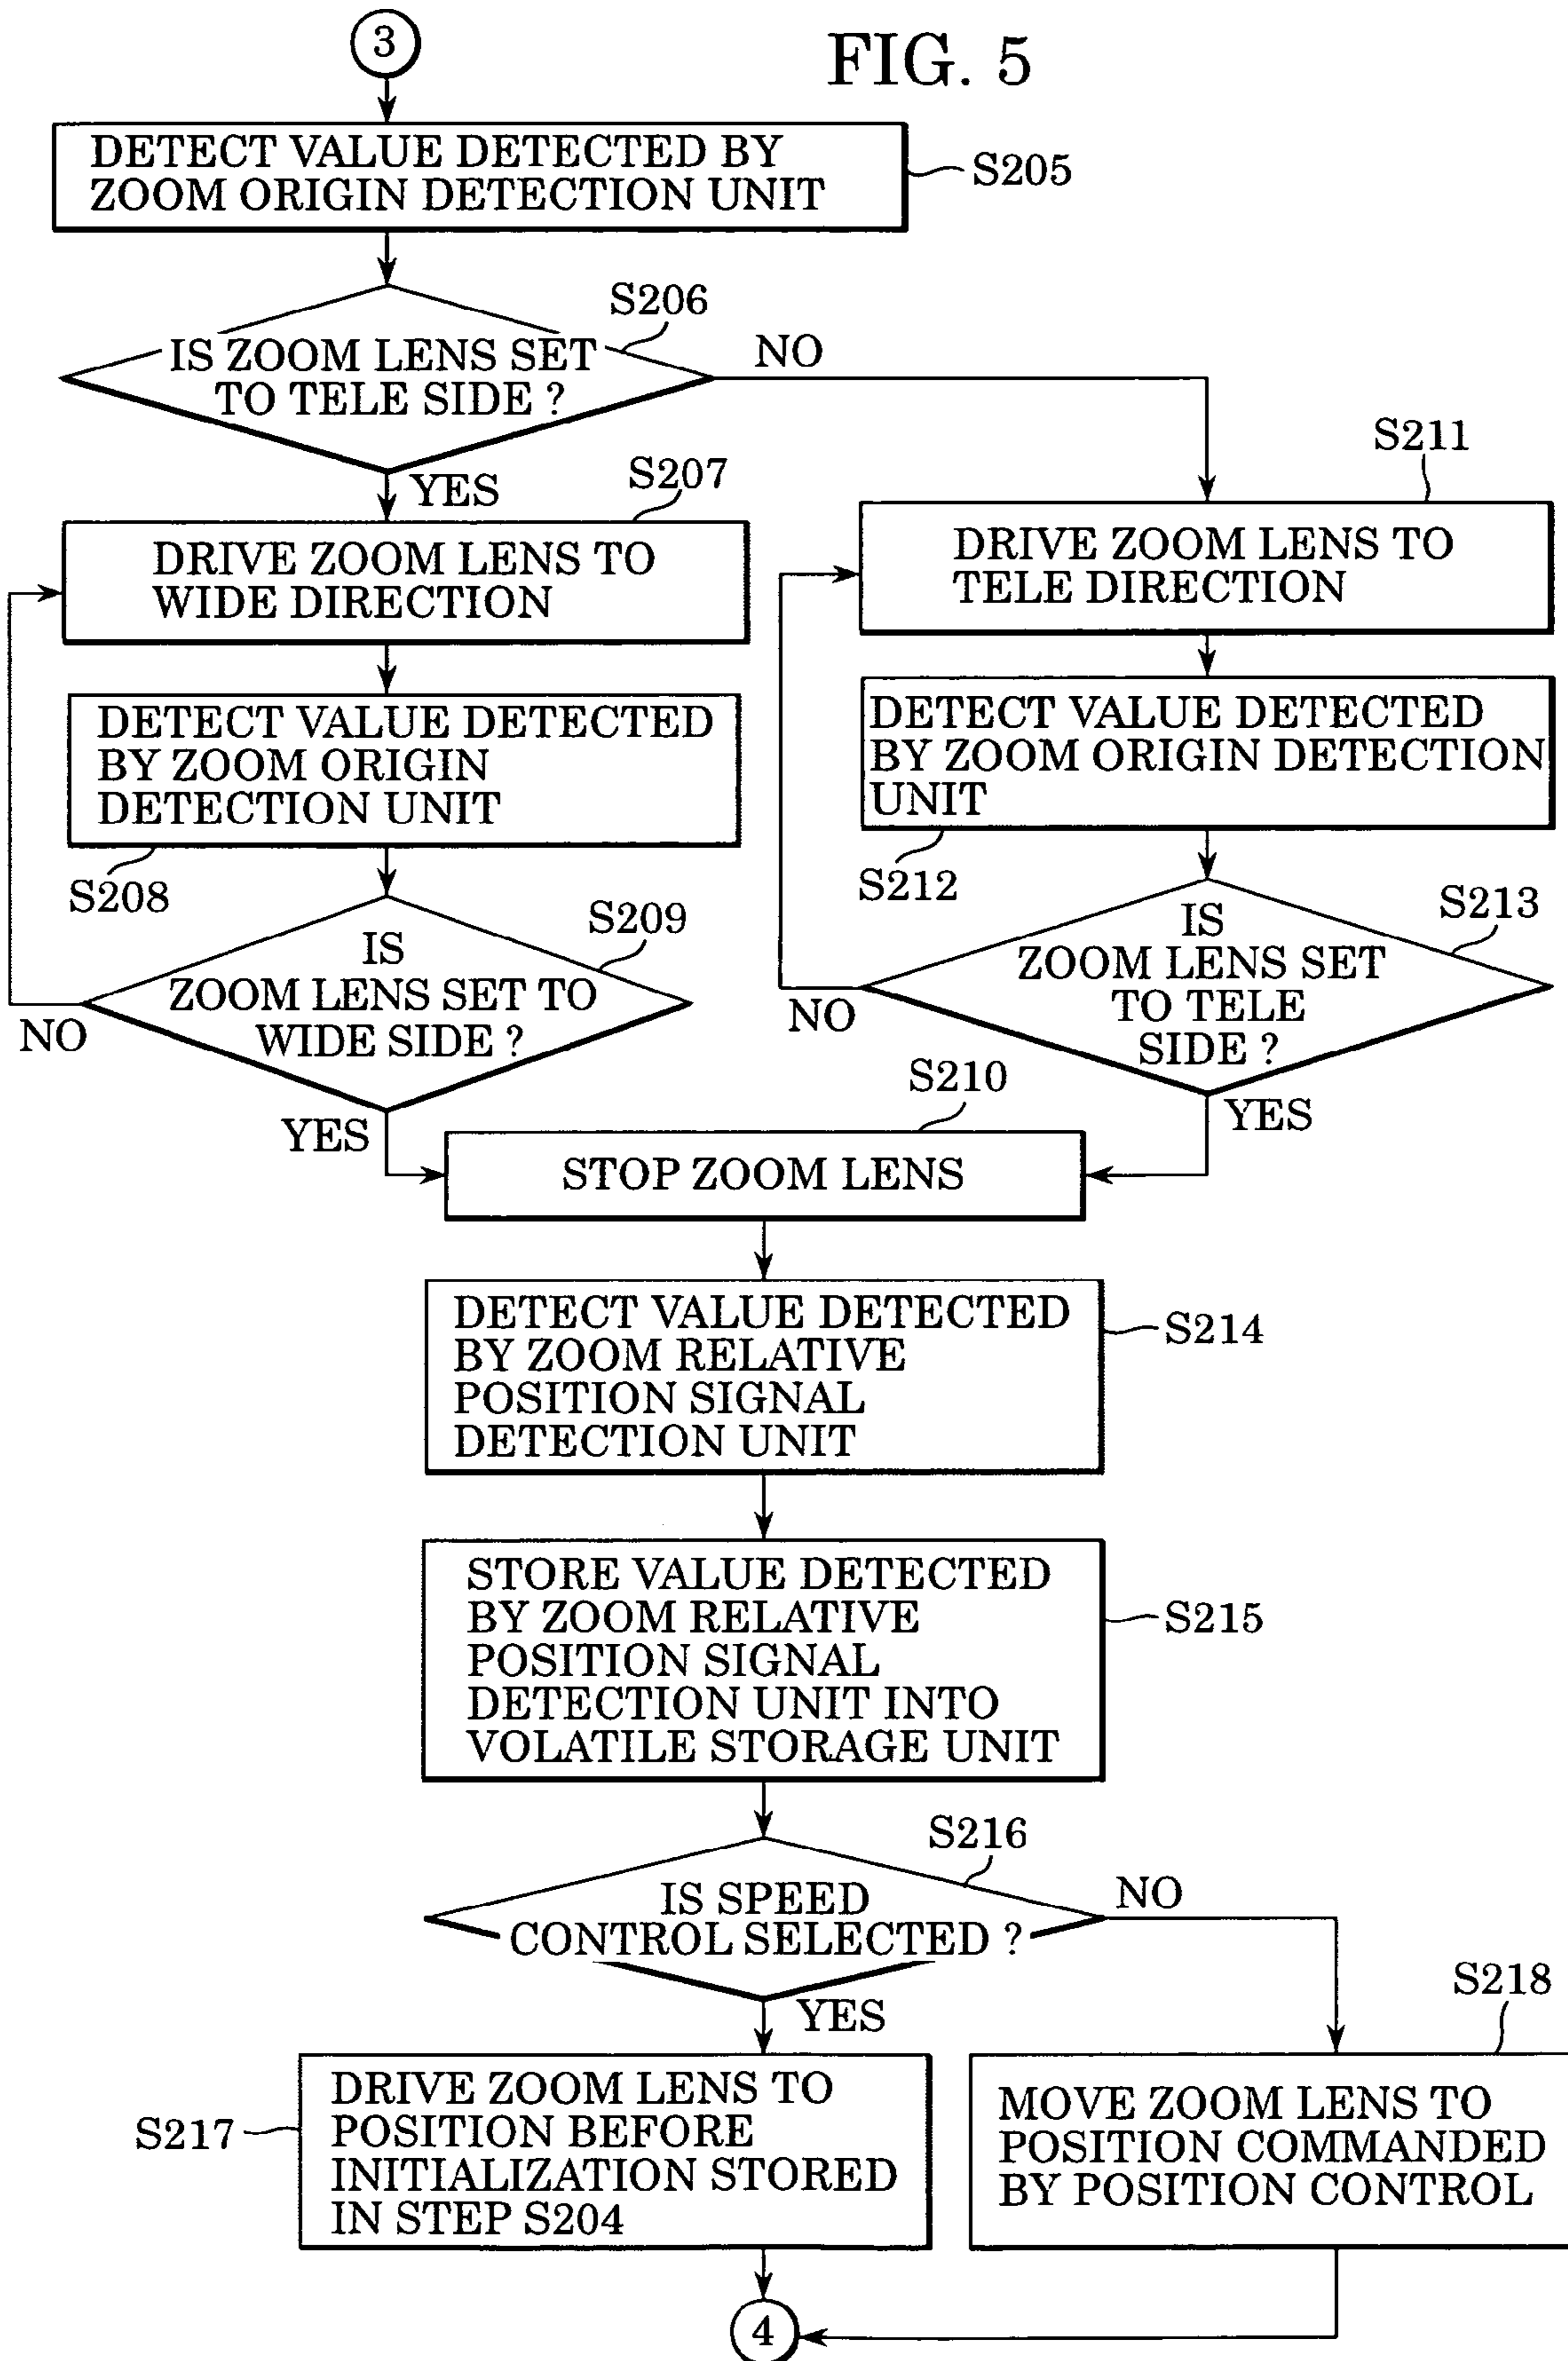 3
FIG. 5
DETECT VALUE DETECTED BY
ZOOM ORIGIN DETECTION UNIT
S205
S206
IS ZOOM LENS SET
TO TELE SIDE ?
NO
YES
S207
DRIVE ZOOM LENS TO
WIDE DIRECTION
S211
DRIVE ZOOM LENS TO
TELE DIRECTION
DETECT VALUE DETECTED
BY ZOOM ORIGIN
DETECTION UNIT
S208
DETECT VALUE DETECTED
BY ZOOM ORIGIN DETECTION
UNIT
S212
S209
IS
ZOOM LENS SET TO
WIDE SIDE ?
NO
YES
S213
IS
ZOOM LENS SET
TO TELE
SIDE ?
NO
YES
S210
STOP ZOOM LENS
DETECT VALUE DETECTED
BY ZOOM RELATIVE
POSITION SIGNAL
DETECTION UNIT
S214
STORE VALUE DETECTED
BY ZOOM RELATIVE
POSITION SIGNAL
DETECTION UNIT INTO
VOLATILE STORAGE UNIT
S215
S216
IS SPEED
CONTROL SELECTED ?
NO
YES
S217
DRIVE ZOOM LENS TO
POSITION BEFORE
INITIALIZATION STORED
IN STEP S204
S218
MOVE ZOOM LENS TO
POSITION COMMANDED
BY POSITION CONTROL
4